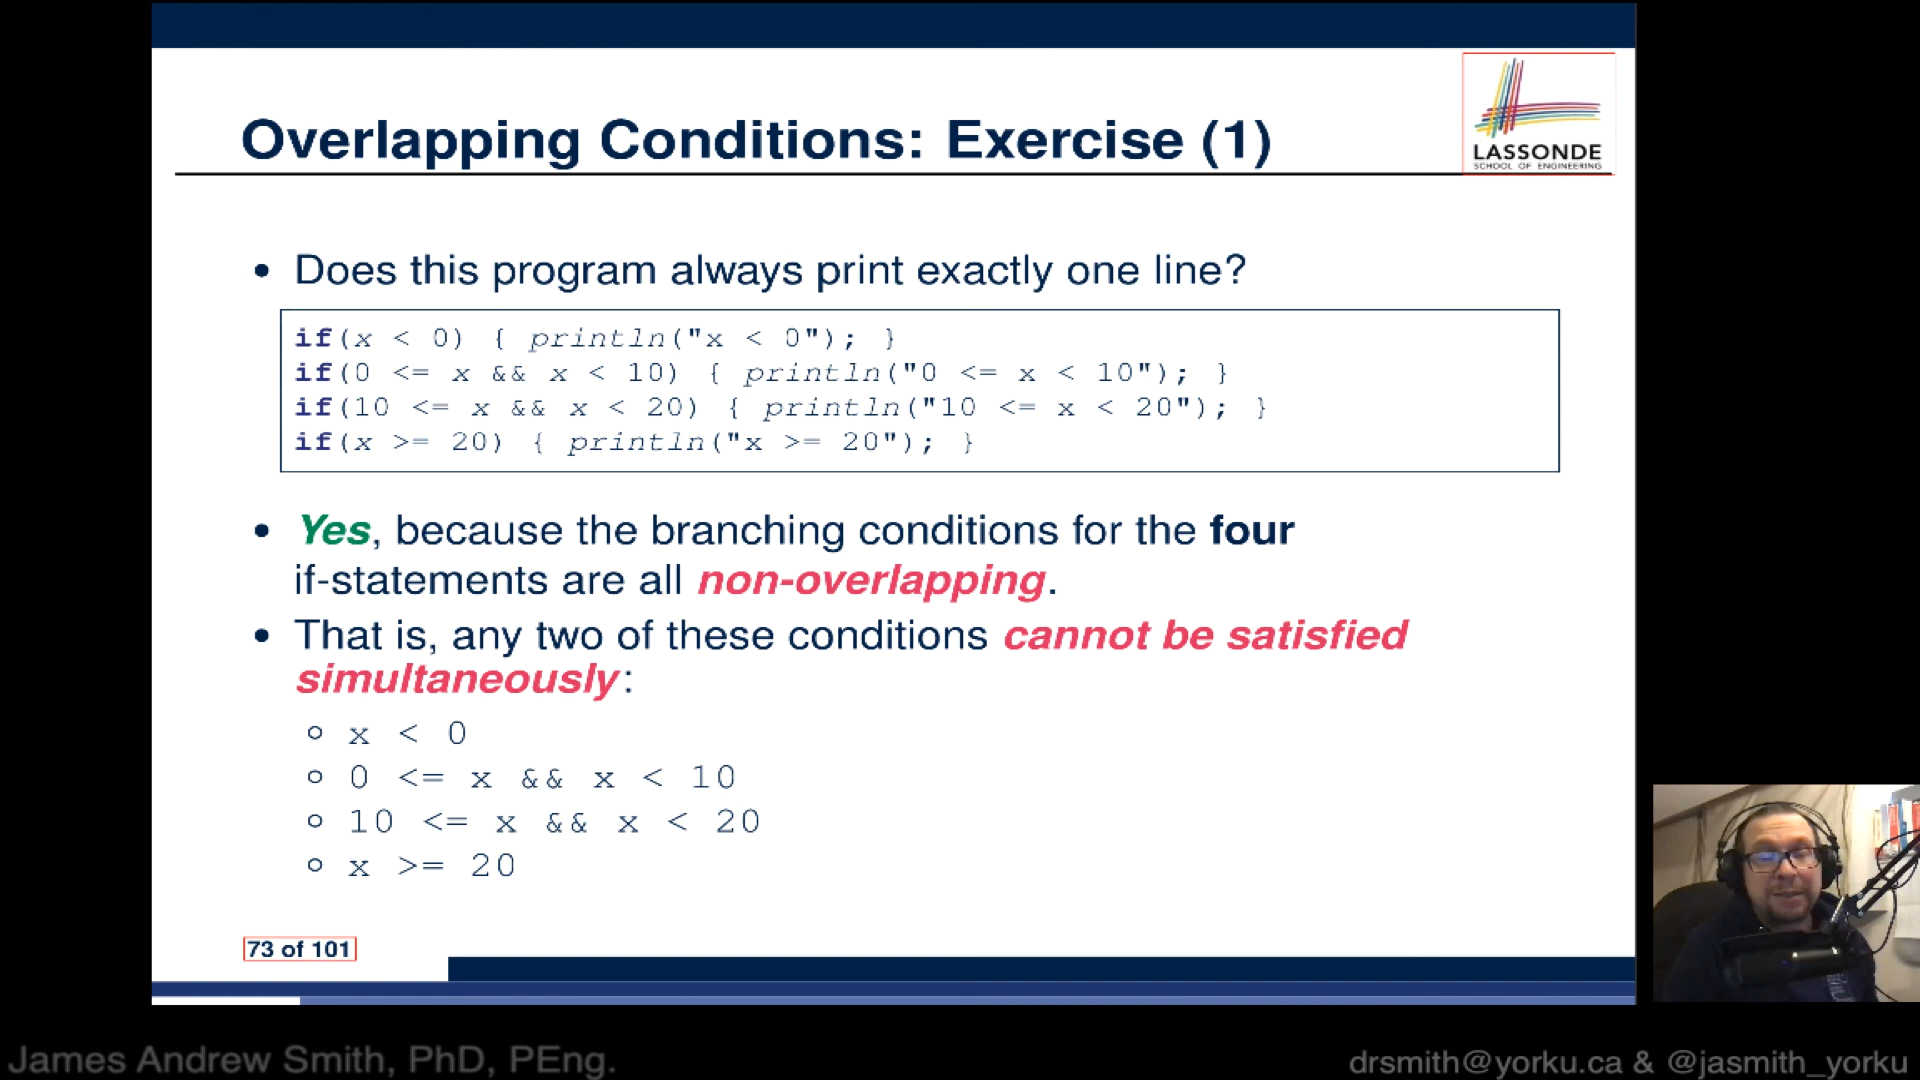 LASSONDE
SCHOOL OF ENGINEERING
Overlapping Conditions: Exercise (1)
• Does this program always print exactly one line?
if(x < 0) { println("x < 0"); }
if(0 <= x && x < 10) { println("0 <= x < 10"); }
if(10 <= x && x < 20) { println("10 <= x < 20"); }
if(x >= 20) { println("x >= 20"); }
• Yes, because the branching conditions for the four
if-statements are all non-overlapping.
• That is, any two of these conditions cannot be satisfied
simultaneously:
○ x < 0
○ 0 <= x && x < 10
○ 10 <= x && x < 20
○ x >= 20
73 of 101
James Andrew Smith, PhD, PEng.
drsmith@yorku.ca & @jasmith_yorku